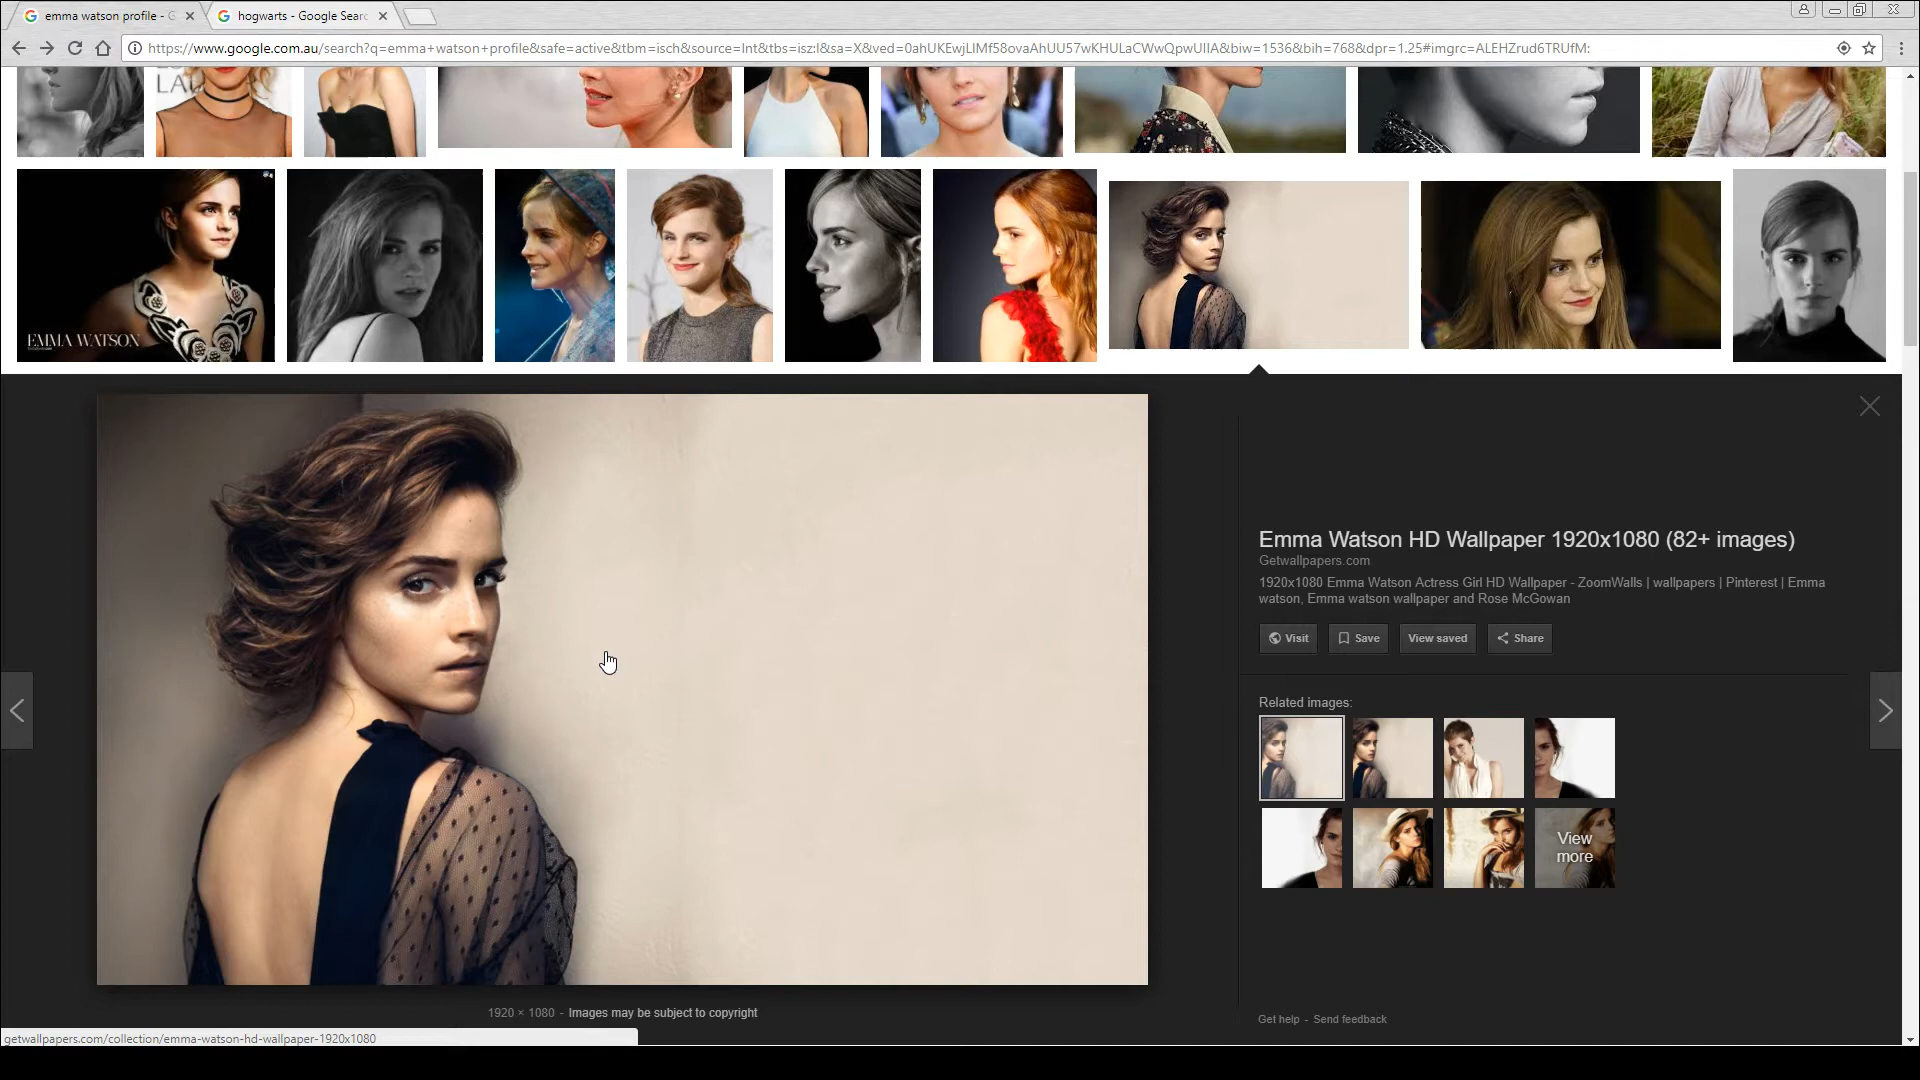 emma watson profile - G
hogwarts - Google Searc
https://www.google.com.au/search?q=emma+watson+profile&safe=active&tbm=isch&source=lnt&tbs=isz:l&sa=X&ved=0ahUKEwjLlMf58ovaAhUU57wKHULaCWwQpwUIIA&biw=1536&bih=768&dpr=1.25#imgrc=ALEHZrud6TRUfM:
EMMA WATSON
Emma Watson HD Wallpaper 1920x1080 (82+ images)
Getwallpapers.com
1920x1080 Emma Watson Actress Girl HD Wallpaper - ZoomWalls | wallpapers | Pinterest | Emma
watson, Emma watson wallpaper and Rose McGowan
Visit Save View saved Share
Related images:
View
more
1920 × 1080 - Images may be subject to copyright
Get help - Send feedback
getwallpapers.com/collection/emma-watson-hd-wallpaper-1920x1080